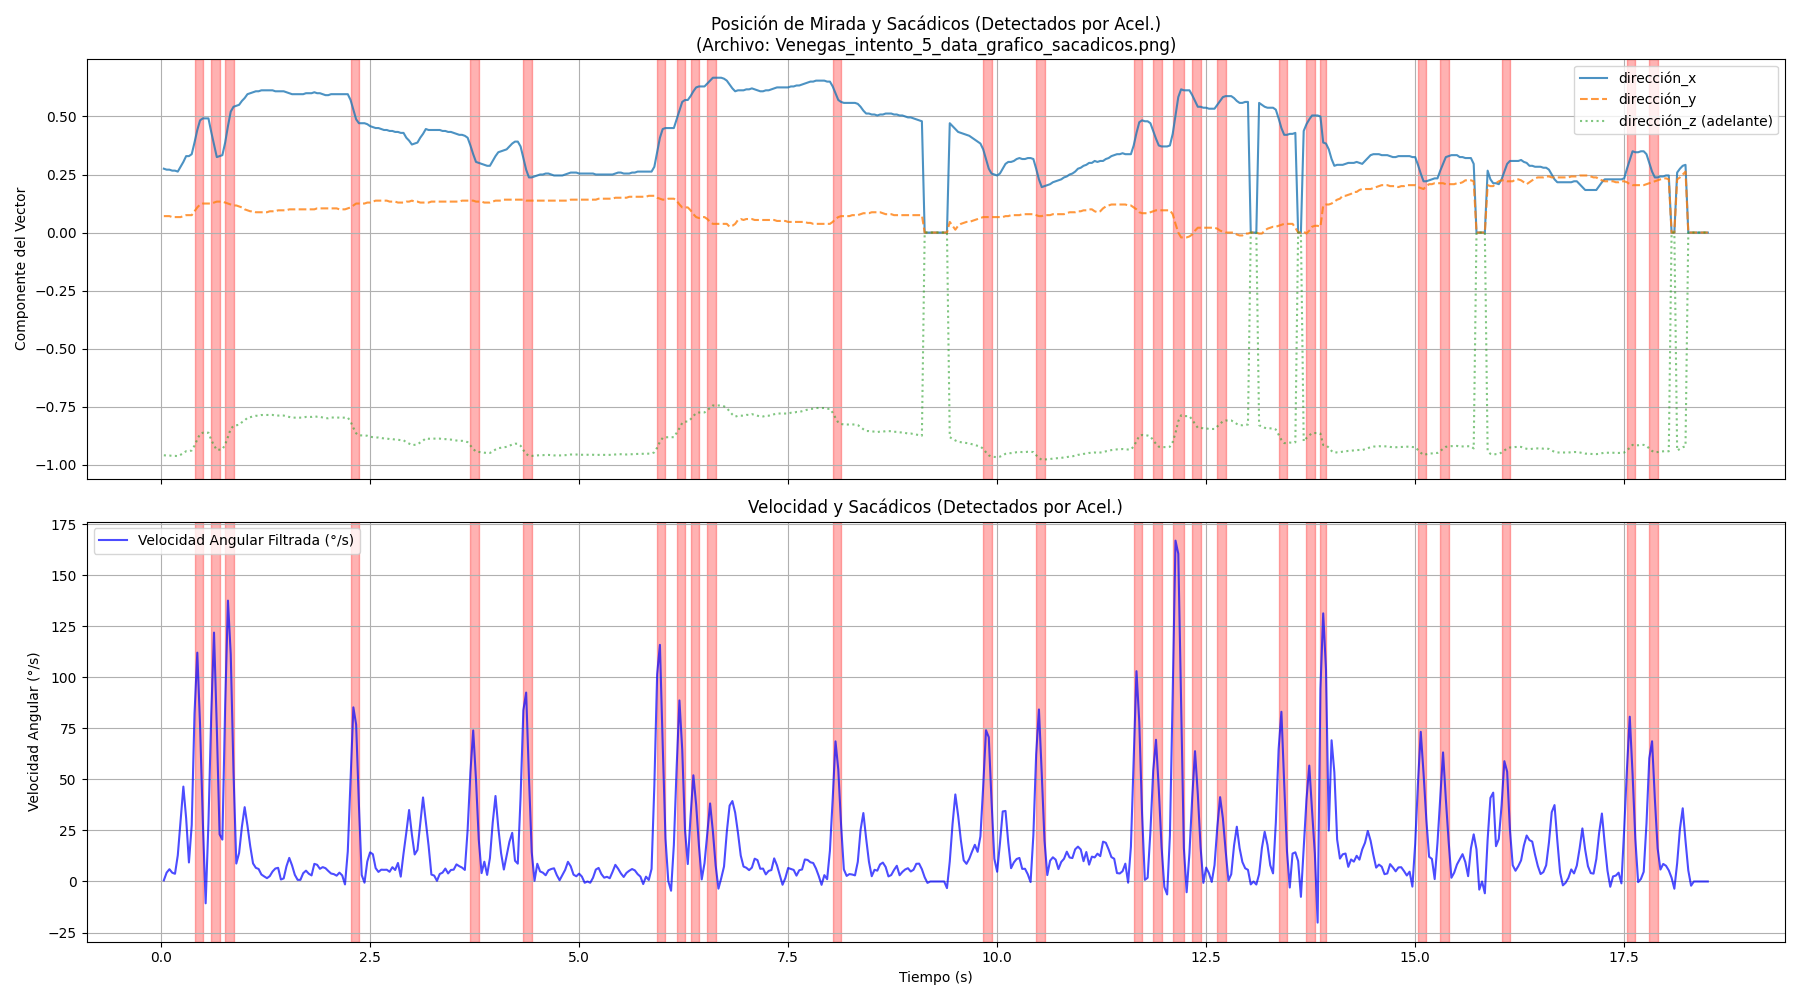 Posición de Mirada y Sacádicos (Detectados por Acel.)
(Archivo: Venegas_intento_5_data_grafico_sacadicos.png)
dirección_x
dirección_y
dirección_z (adelante)
Componente del Vector
0.50
0.25
0.00
−0.25
−0.50
−0.75
−1.00
Velocidad y Sacádicos (Detectados por Acel.)
Velocidad Angular Filtrada (°/s)
Velocidad Angular (°/s)
175
150
125
100
75
50
25
0
−25
0.0
2.5
5.0
7.5
10.0
12.5
15.0
17.5
Tiempo (s)